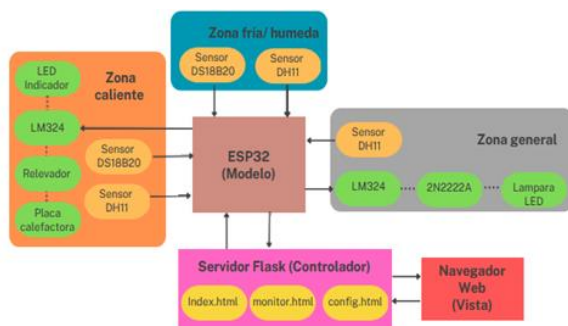 Zona fría/ humeda
Sensor
DS18B20
Sensor
DH11
LED
Indicador
Zona
caliente
LM324
Sensor
DS18B20
Relevador
Sensor
DH11
Placa
calefactora
ESP32
(Modelo)
Sensor
DH11
Zona general
LM324
2N2222A
Lampara
LED
Servidor Flask (Controlador)
Index.html
monitor.html
config.html
Navegador
Web
(Vista)